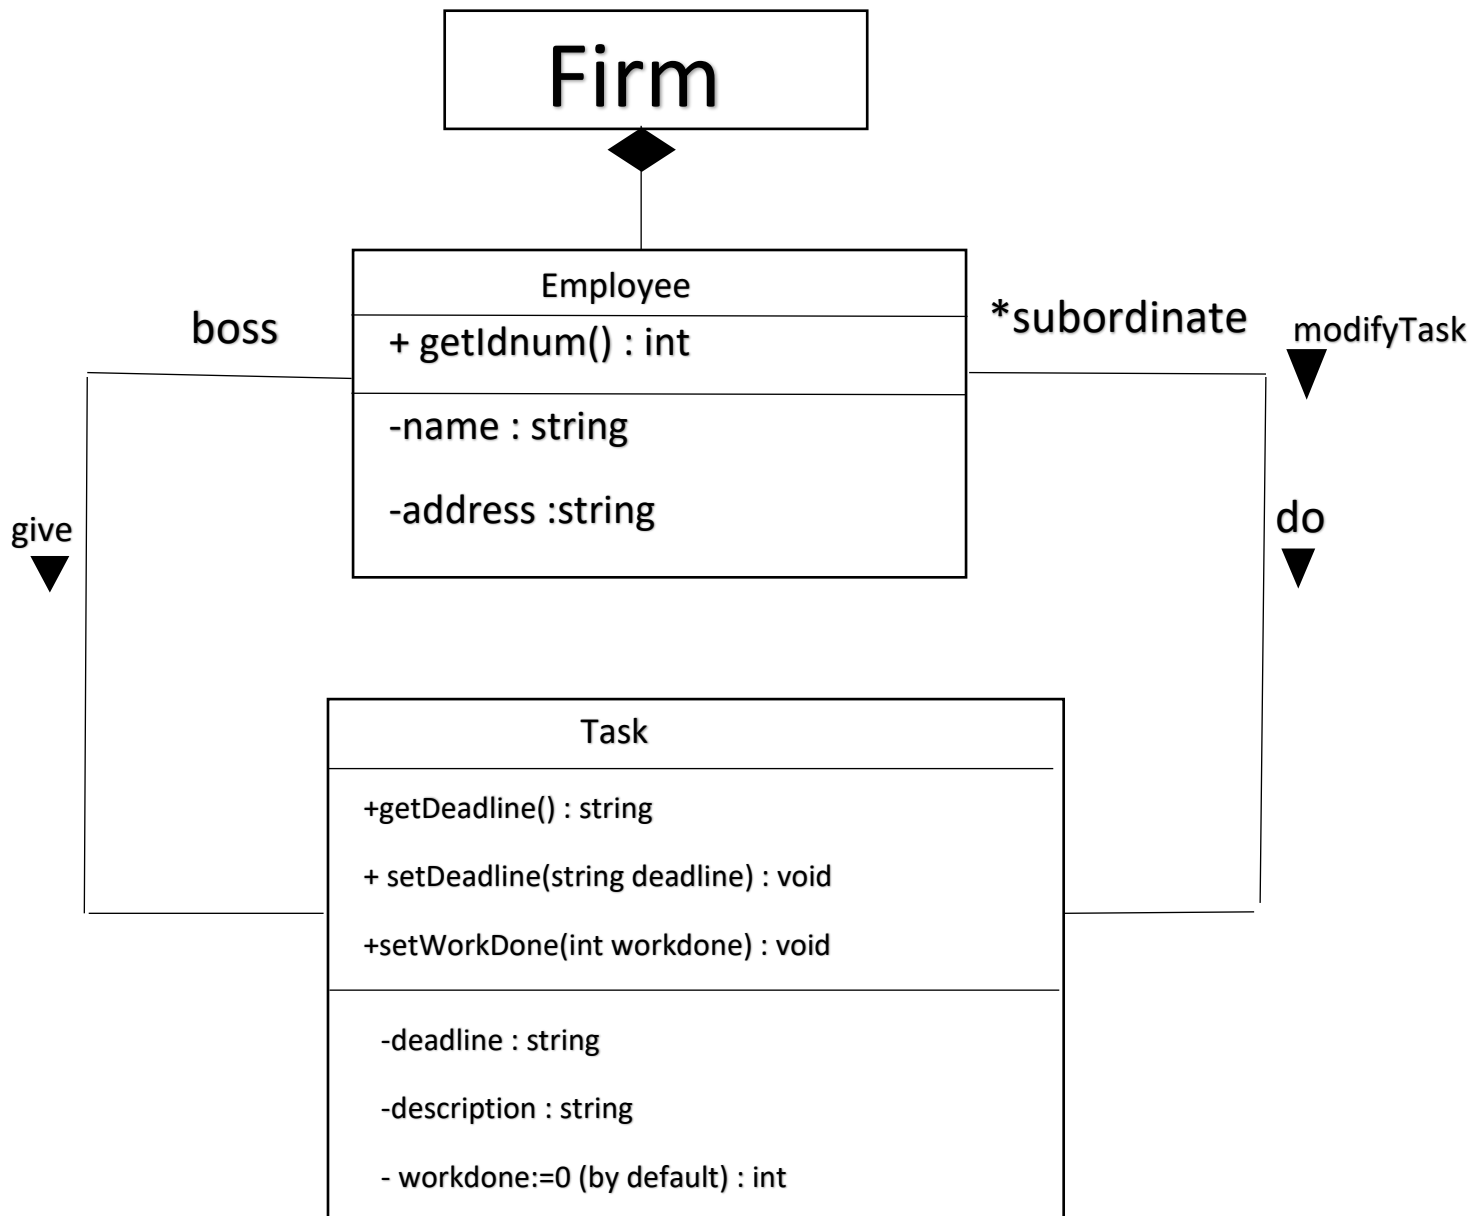 Firm
Employee
+ getIdnum() : int
-name : string
-address :string
boss
*subordinate
modifyTask
give
do
Task
+getDeadline() : string
+ setDeadline(string deadline) : void
+setWorkDone(int workdone) : void
-deadline : string
-description : string
- workdone:=0 (by default) : int